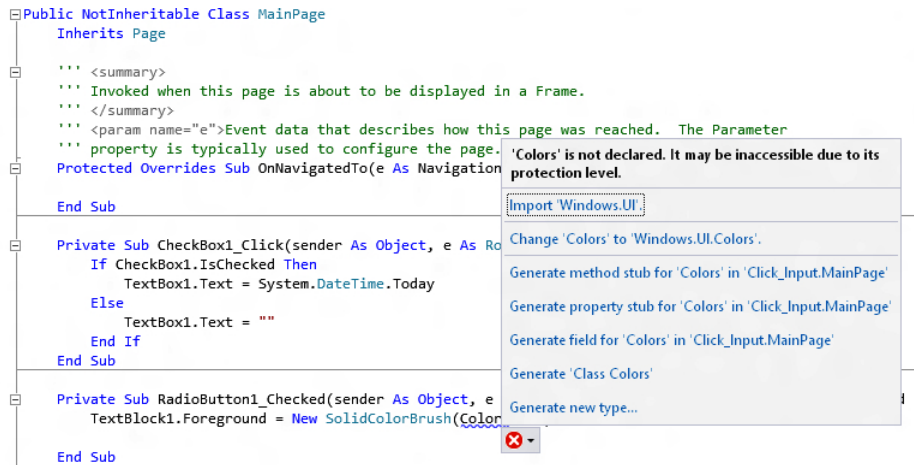 Public NotInheritable Class MainPage
Inherits Page
''' <summary>
''' Invoked when this page is about to be displayed in a Frame.
''' </summary>
''' <param name="e">Event data that describes how this page was reached.  The Parameter
''' property is typically used to configure the page.
Protected Overrides Sub OnNavigatedTo(e As Navigation
End Sub
Private Sub CheckBox1_Click(sender As Object, e As Ro
If CheckBox1.IsChecked Then
TextBox1.Text = System.DateTime.Today
Else
TextBox1.Text = ""
End If
End Sub
Private Sub RadioButton1_Checked(sender As Object, e
TextBlock1.Foreground = New SolidColorBrush(Color
End Sub
'Colors' is not declared. It may be inaccessible due to its
protection level.
Import 'Windows.UI'.
Change 'Colors' to 'Windows.UI.Colors'.
Generate method stub for 'Colors' in 'Click_Input.MainPage'
Generate property stub for 'Colors' in 'Click_Input.MainPage'
Generate field for 'Colors' in 'Click_Input.MainPage'
Generate 'Class Colors'
Generate new type...